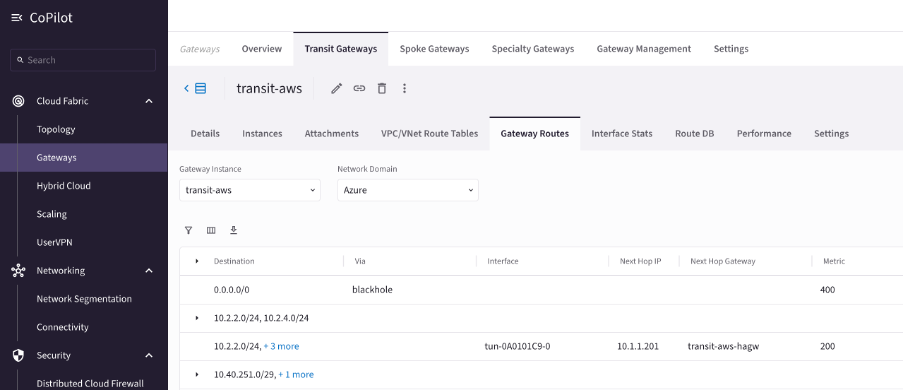 CoPilot
Search
Cloud Fabric
Topology
Gateways
Hybrid Cloud
Scaling
UserVPN
Networking
Network Segmentation
Connectivity
Security
Distributed Cloud Firewall
Gateways Overview Transit Gateways Spoke Gateways Specialty Gateways Gateway Management Settings
transit-aws
Details Instances Attachments VPC/VNet Route Tables Gateway Routes Interface Stats Route DB Performance Settings
Gateway Instance Network Domain
transit-aws Azure
Destination Via Interface Next Hop IP Next Hop Gateway Metric
0.0.0.0/0 blackhole 400
10.2.2.0/24, 10.2.4.0/24
10.2.2.0/24, + 3 more tun-0A0101C9-0 10.1.1.201 transit-aws-hagw 200
10.40.251.0/29, + 1 more